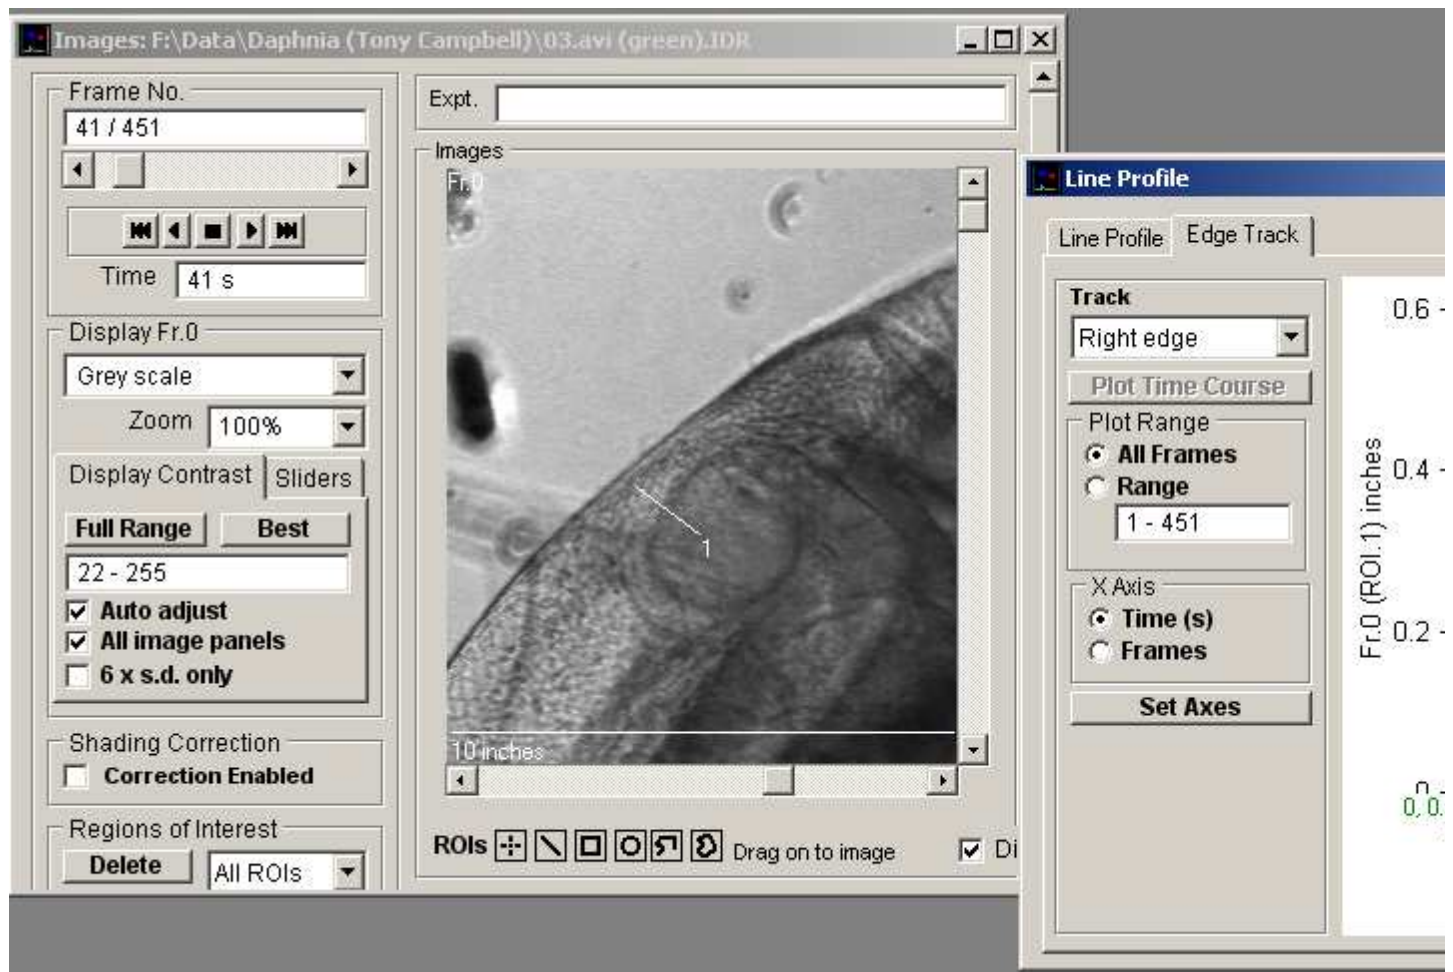 Images: F:\Data\Daphnia (Tony Campbell)\03.avi (green).IDR
Frame No.
41 / 451
Time 41 s
Display Fr.0
Grey scale
Zoom 100%
Display Contrast Sliders
Full Range Best
22 - 255
Auto adjust
All image panels
6 x s.d. only
Shading Correction
Correction Enabled
Regions of Interest
Delete All ROIs
Expt.
Images
Fr.0
1
10 inches
ROIs Drag on to image Di
Line Profile
Line Profile Edge Track
Track
Right edge
Plot Time Course
Plot Range
All Frames
Range
1 - 451
X Axis
Time (s)
Frames
Set Axes
Fr.0 (ROI.1) inches
0.6
0.4
0.2
0, 0.